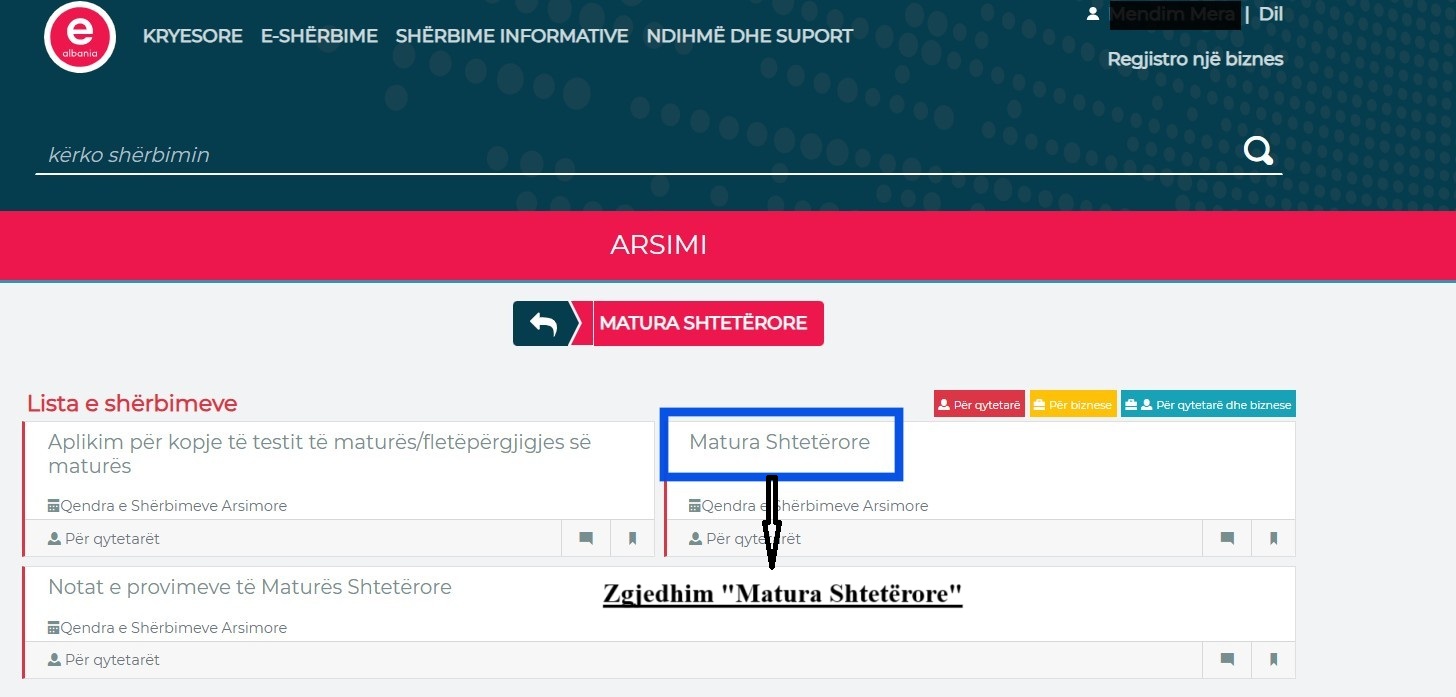 e
albania
KRYESORE E-SHËRBIME SHËRBIME INFORMATIVE NDIHMË DHE SUPORT
| Dil
Regjistro një biznes
kërko shërbimin
ARSIMI
MATURA SHTETËRORE
Lista e shërbimeve
Për qytetarë Për biznese Për qytetarë dhe biznese
Aplikim për kopje të testit të maturës/fletëpërgjigjes së
maturës
Qendra e Shërbimeve Arsimore
Për qytetarët
Matura Shtetërore
Qendra e Shërbimeve Arsimore
Për qytetarët
Notat e provimeve të Maturës Shtetërore
Qendra e Shërbimeve Arsimore
Për qytetarët
Zgjedhim "Matura Shtetërore"